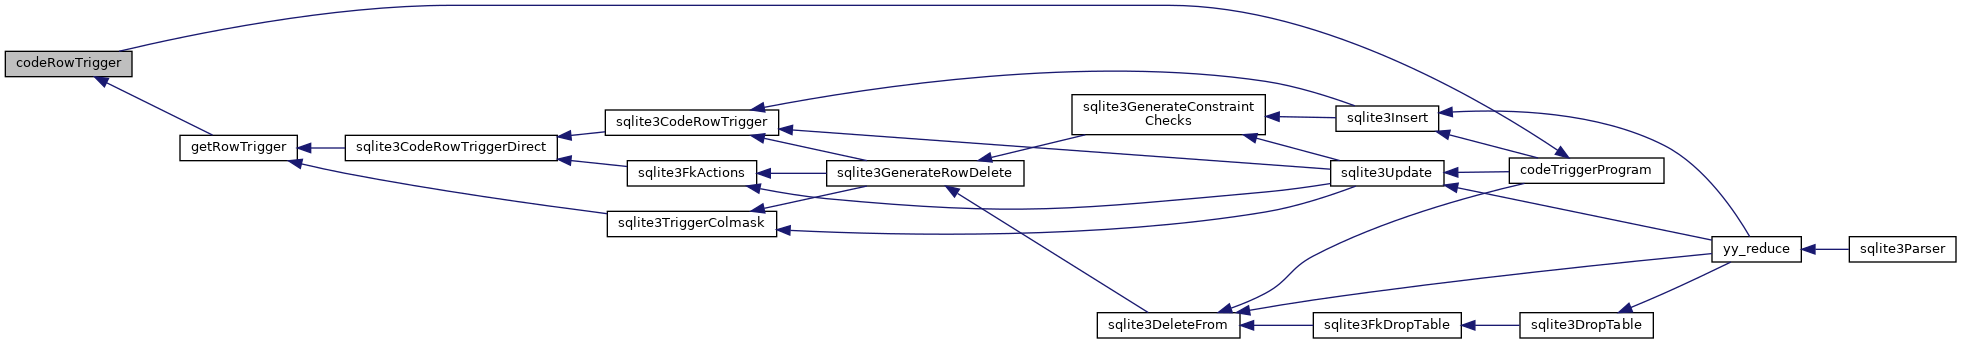 codeRowTrigger
getRowTrigger
sqlite3CodeRowTriggerDirect
sqlite3CodeRowTrigger
sqlite3FkActions
sqlite3TriggerColmask
sqlite3GenerateRowDelete
sqlite3GenerateConstraint
Checks
sqlite3DeleteFrom
sqlite3Insert
sqlite3Update
sqlite3FkDropTable
codeTriggerProgram
sqlite3DropTable
yy_reduce
sqlite3Parser